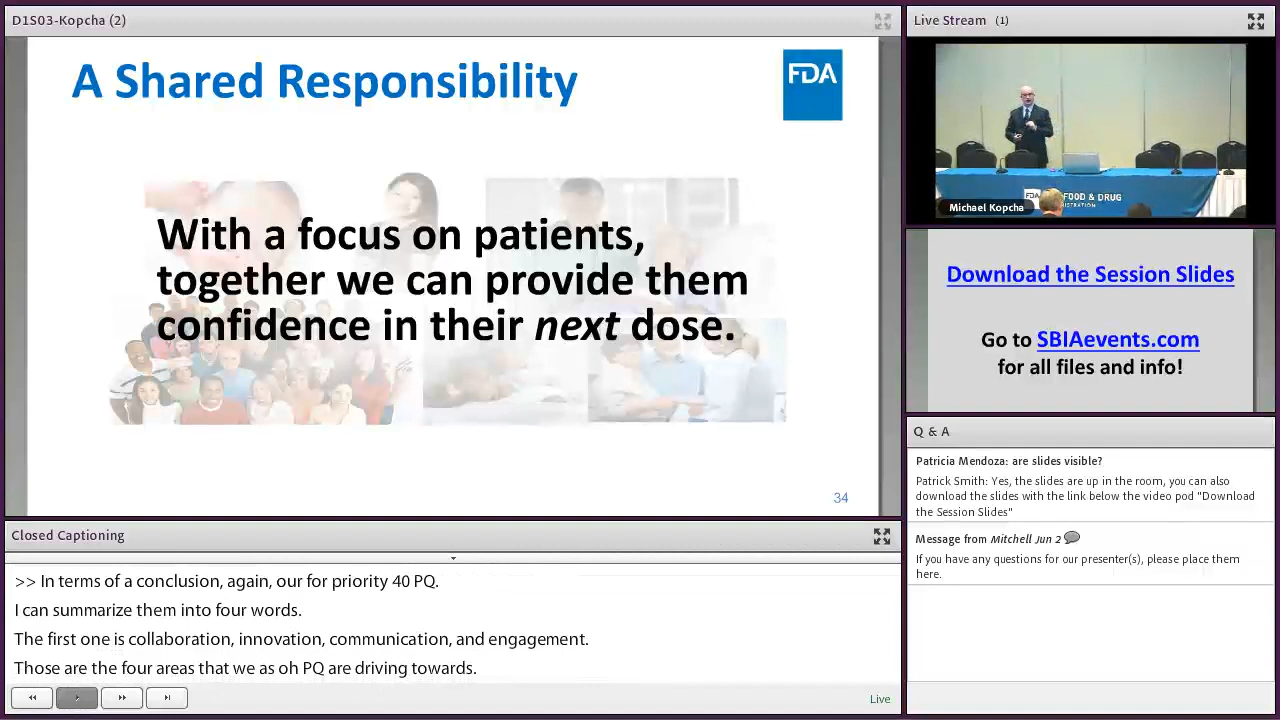 D1S03-Kopcha (2)
A Shared Responsibility
FDA
With a focus on patients,
together we can provide them
confidence in their next dose.
34
Closed Captioning
>> In terms of a conclusion, again, our for priority 40 PQ.
I can summarize them into four words.
The first one is collaboration, innovation, communication, and engagement.
Those are the four areas that we as oh PQ are driving towards.
Live
Live Stream (1)
FDA
FOOD & DRUG
Michael Kopcha
Download the Session Slides
Go to SBIAevents.com
for all files and info!
Q & A
Patricia Mendoza: are slides visible?
Patrick Smith: Yes, the slides are up in the room, you can also
download the slides with the link below the video pod "Download
the Session Slides"
Message from Mitchell Jun 2
If you have any questions for our presenter(s), please place them
here.